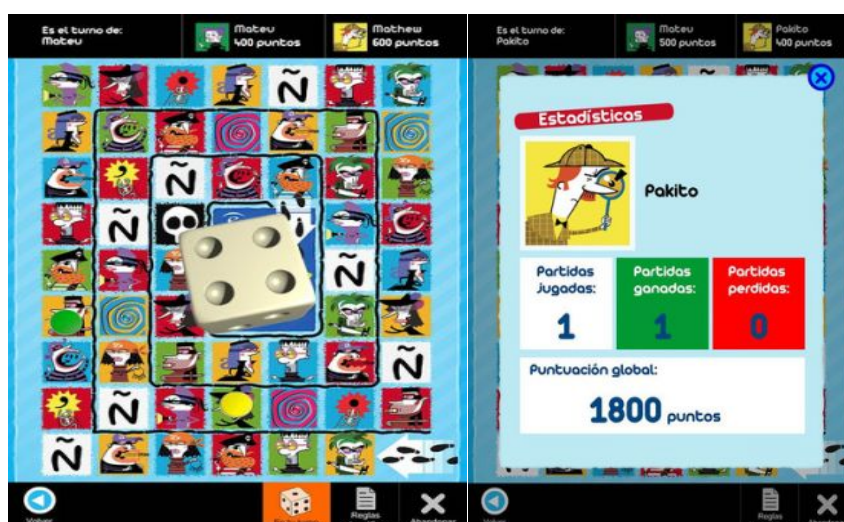 Es el turno de:
Mateu
Mateu
400 puntos
Mathew
600 puntos
Ñ
Ñ
Ñ
Ñ
Ñ
Ñ
Ñ
Volver
Reglas
Abandonar
Es el turno de:
Pakito
Mateu
500 puntos
Pakito
400 puntos
Estadísticas
Pakito
Partidas
jugadas:
1
Partidas
ganadas:
1
Partidas
perdidas:
0
Puntuación global:
1800 puntos
Reglas